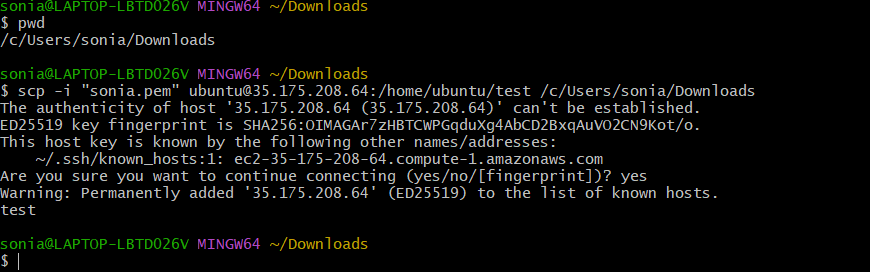 sonia@LAPTOP-LBTDO26V MINGW64 ~/Downloads
$ pwd
/c/Users/sonia/Downloads
sonia@LAPTOP-LBTDO26V MINGW64 ~/Downloads
$ scp -i "sonia.pem" ubuntu@35.175.208.64:/home/ubuntu/test /c/Users/sonia/Downloads
The authenticity of host '35.175.208.64 (35.175.208.64)' can't be established.
ED25519 key fingerprint is SHA256:OIMAGAr7zHBTCWPGqduXg4AbCD2BxqAuVO2CN9Kot/o.
This host key is known by the following other names/addresses:
    ~/.ssh/known_hosts:1: ec2-35-175-208-64.compute-1.amazonaws.com
Are you sure you want to continue connecting (yes/no/[fingerprint])? yes
Warning: Permanently added '35.175.208.64' (ED25519) to the list of known hosts.
test
sonia@LAPTOP-LBTDO26V MINGW64 ~/Downloads
$